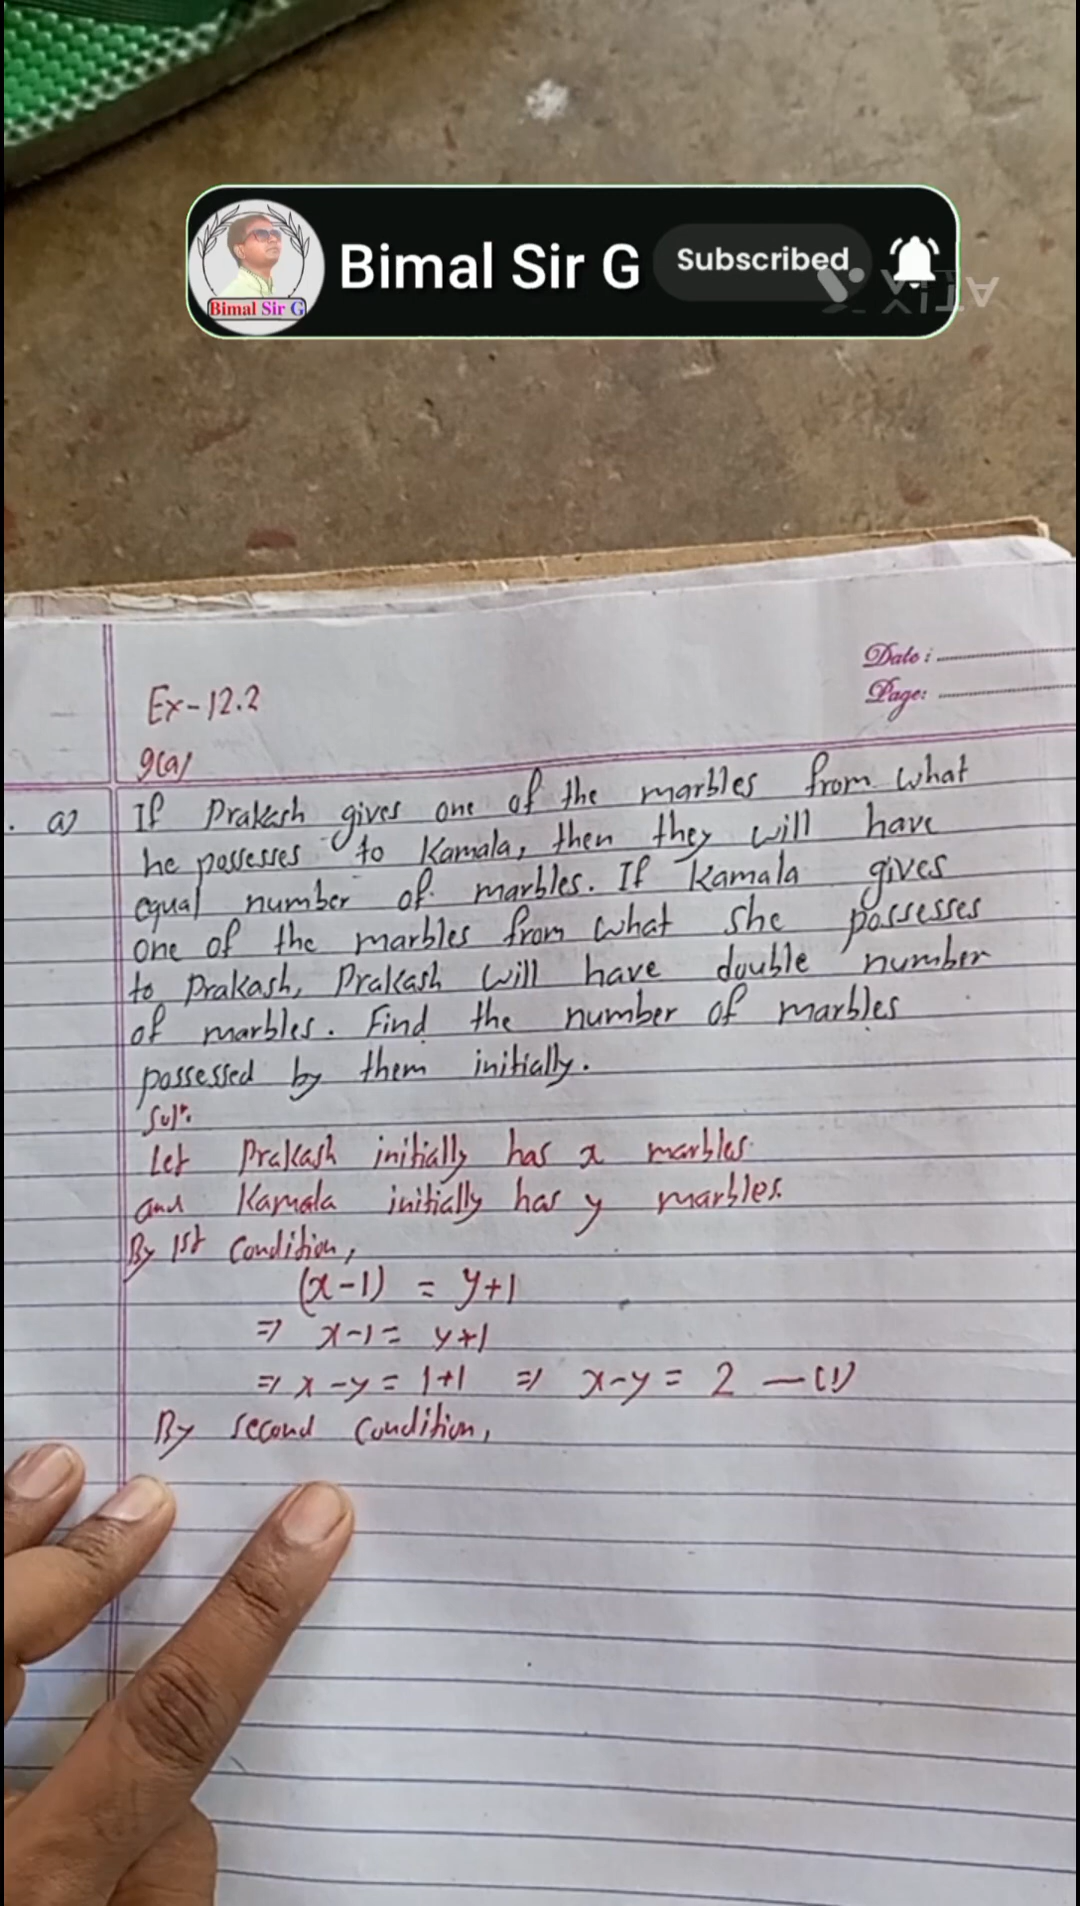 Bimal Sir G
Subscribed
Bimal Sir G
Date:
Page:
Ex-12.2
9(a)
a) If Prakash gives one of the marbles from what
he possesses to Kamala, then they will have
equal number of marbles. If Kamala gives
one of the marbles from what she possesses
to Prakash, Prakash will have double number
of marbles. Find the number of marbles
possessed by them initially.
Solⁿ.
Let Prakash initially has x marbles
and Kamala initially has y marbles.
By 1st Condition,
(x-1) = y+1
⇒ x-1 = y+1
⇒ x-y = 1+1 ⇒ x-y = 2 —(1)
By second Condition,